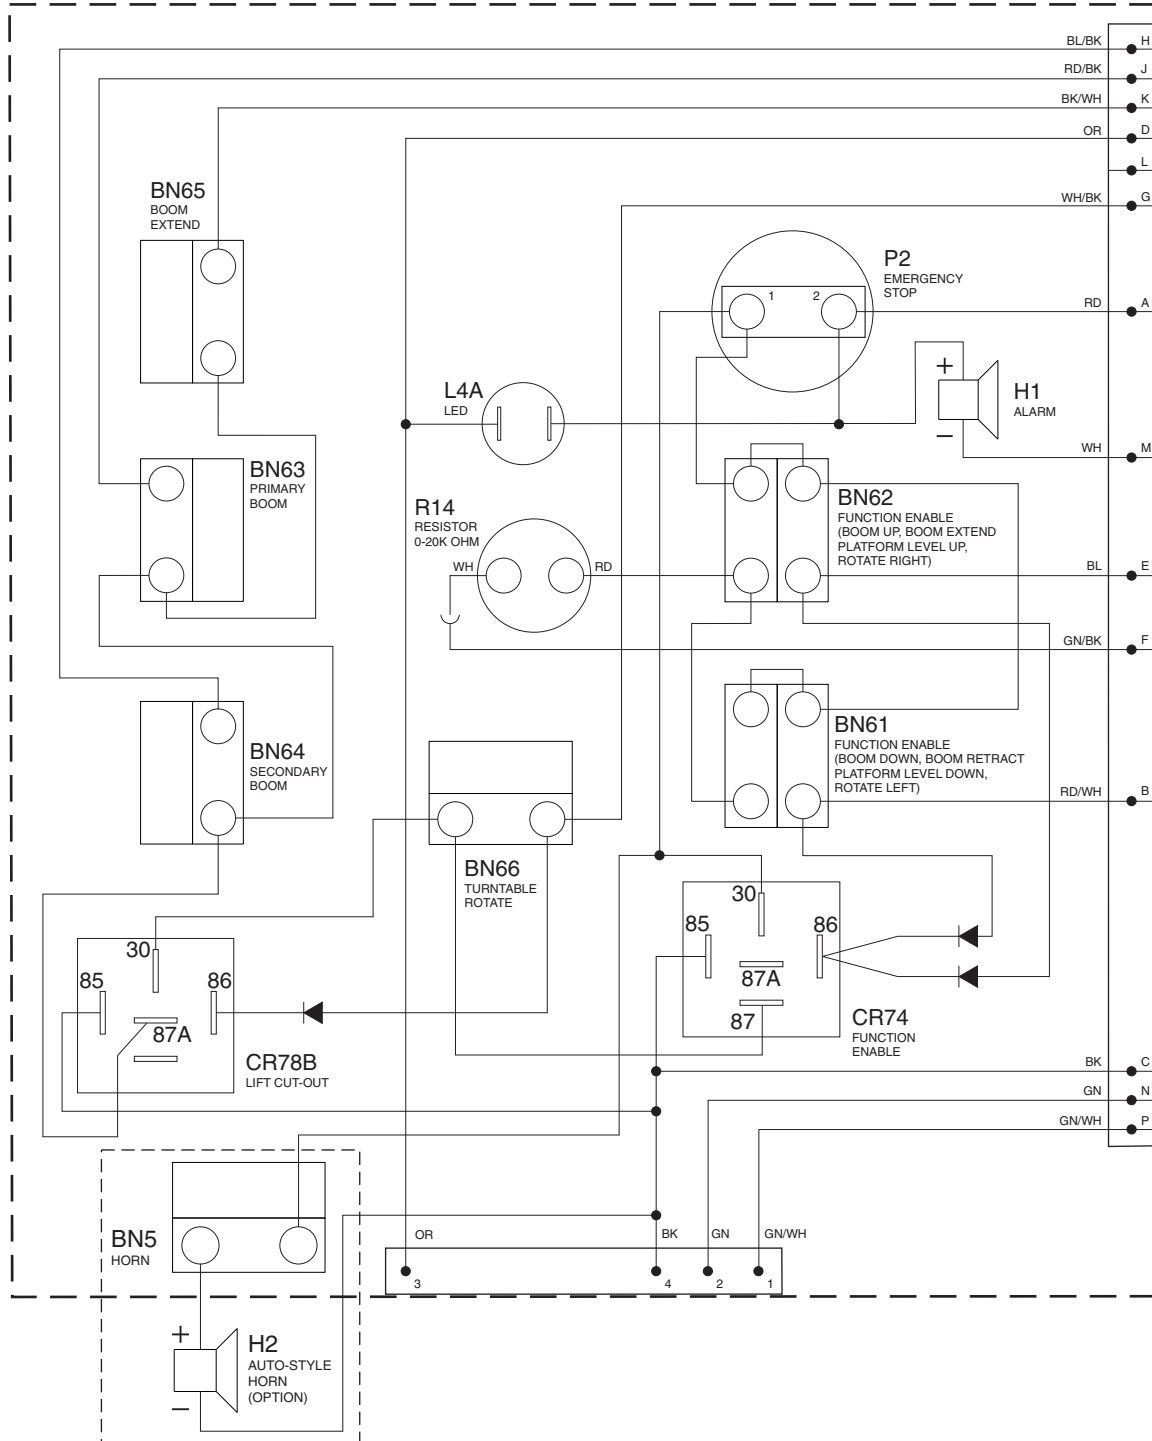 BL/BK
H
RD/BK
J
BK/WH
K
OR
D
L
WH/BK
G
BN65
BOOM
EXTEND
P2
EMERGENCY
STOP
1
2
RD
A
L4A
LED
+
H1
ALARM
−
WH
M
BN63
PRIMARY
BOOM
R14
RESISTOR
0-20K OHM
WH
RD
BN62
FUNCTION ENABLE
(BOOM UP, BOOM EXTEND
PLATFORM LEVEL UP,
ROTATE RIGHT)
BL
E
GN/BK
F
BN64
SECONDARY
BOOM
BN61
FUNCTION ENABLE
(BOOM DOWN, BOOM RETRACT
PLATFORM LEVEL DOWN,
ROTATE LEFT)
RD/WH
B
BN66
TURNTABLE
ROTATE
30
85
86
87A
87
CR74
FUNCTION
ENABLE
30
85
86
87A
CR78B
LIFT CUT-OUT
BK
C
GN
N
GN/WH
P
BN5
HORN
OR
BK
GN
GN/WH
3
4
2
1
+
H2
AUTO-STYLE
HORN
(OPTION)
−